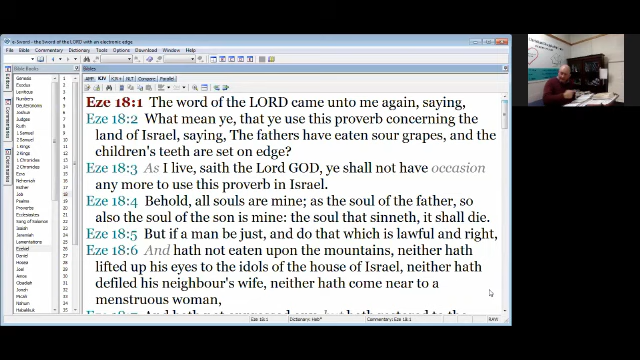 e-Sword - the Sword of the LORD with an electronic edge
File Bible Commentary Dictionary Download Window Help
Bible Books
Bibles
Genesis
Exodus
Leviticus
Numbers
Deuteronomy
1 Samuel
2 Samuel
1 Kings
2 Kings
1 Chronicles
2 Chronicles
Ezra
Nehemiah
Esther
Job
Psalms
Proverbs
Ecclesiastes
Song of Solomon
Isaiah
Jeremiah
Lamentations
Ezekiel
Daniel
Hosea
Joel
Amos
Obadiah
Jonah
Micah
Nahum
Habakkuk
KJV KJV+ Compare Parallel
Eze 18:1 The word of the LORD came unto me again, saying,
Eze 18:2 What mean ye, that ye use this proverb concerning the
land of Israel, saying, The fathers have eaten sour grapes, and the
children's teeth are set on edge?
Eze 18:3 As I live, saith the Lord GOD, ye shall not have occasion
any more to use this proverb in Israel.
Eze 18:4 Behold, all souls are mine; as the soul of the father, so
also the soul of the son is mine: the soul that sinneth, it shall die.
Eze 18:5 But if a man be just, and do that which is lawful and right,
Eze 18:6 And hath not eaten upon the mountains, neither hath
lifted up his eyes to the idols of the house of Israel, neither hath
defiled his neighbour's wife, neither hath come near to a
menstruous woman,
Eze 18:1